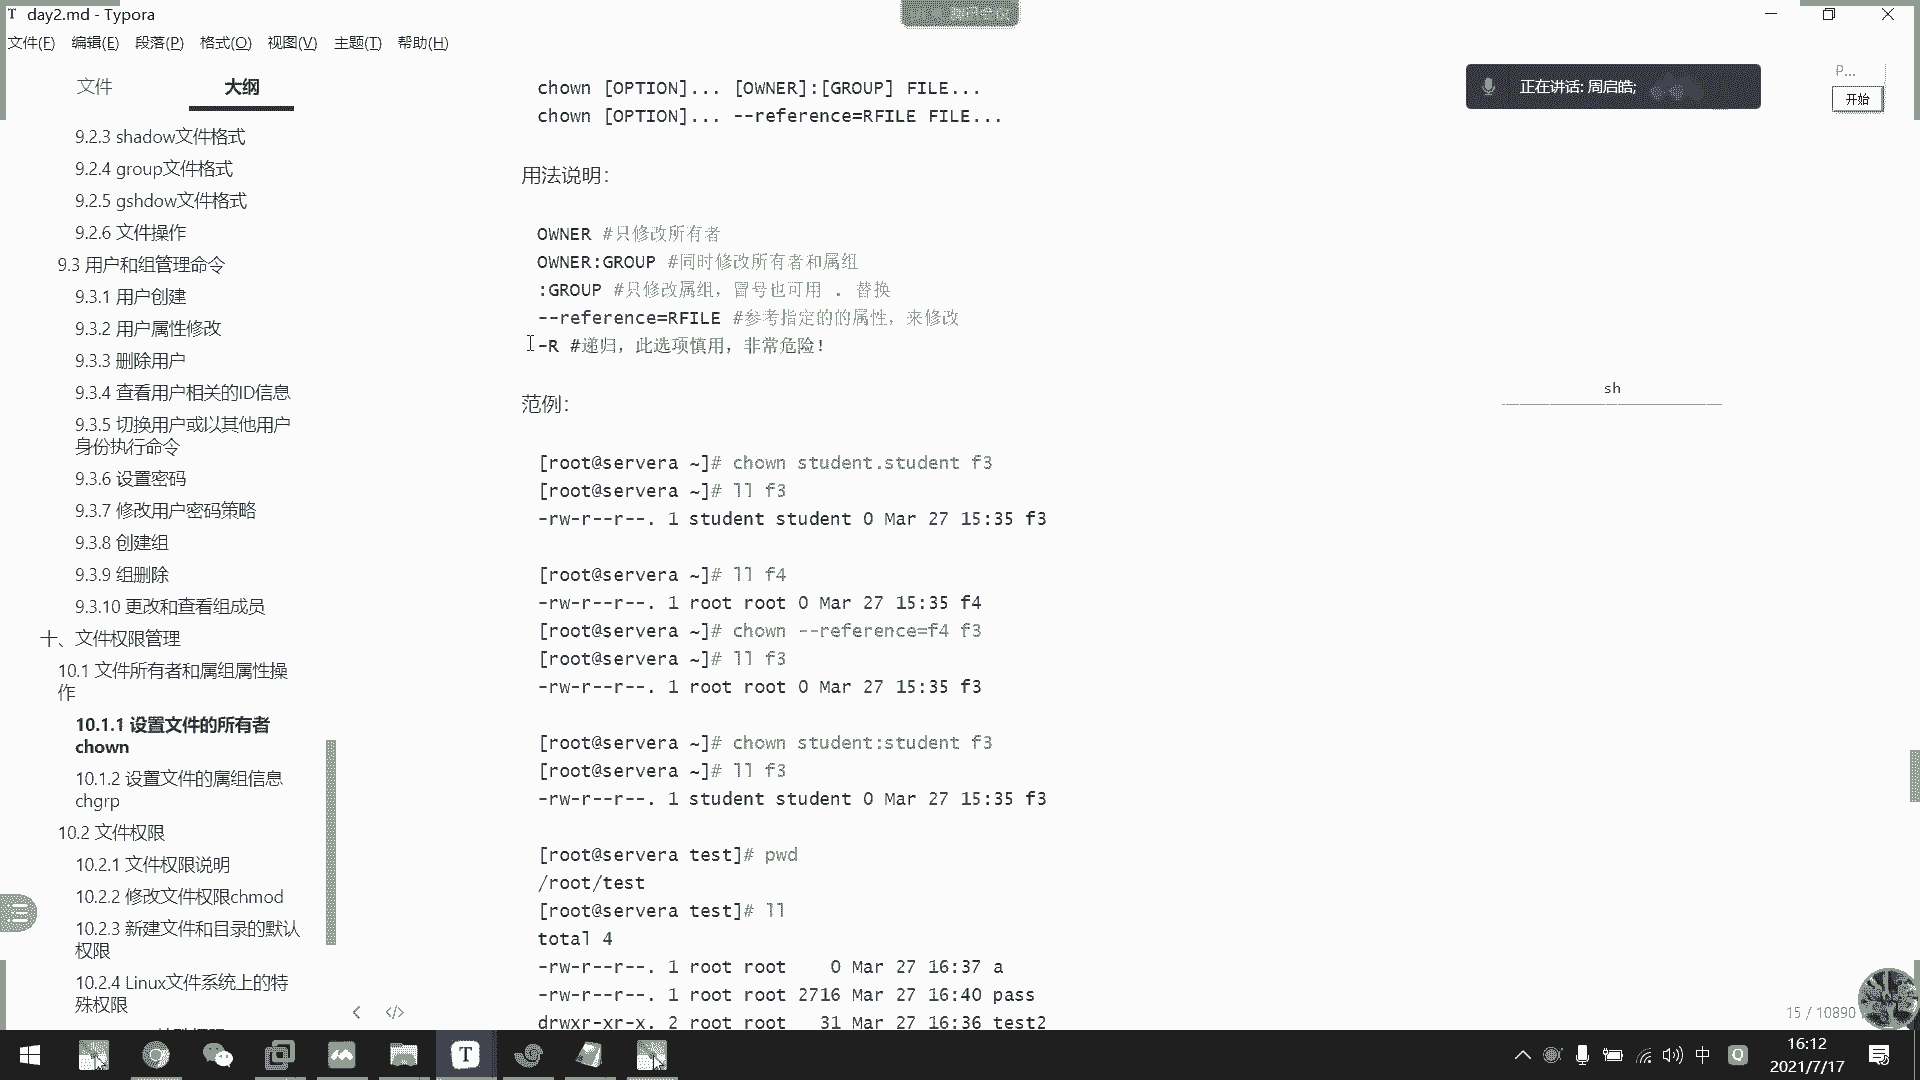 T day2.md - Typora
文件(F) 编辑(E) 段落(P) 格式(O) 视图(V) 主题(T) 帮助(H)
文件 大纲
9.2.3 shadow文件格式
9.2.4 group文件格式
9.2.5 gshdow文件格式
9.2.6 文件操作
9.3 用户和组管理命令
9.3.1 用户创建
9.3.2 用户属性修改
9.3.3 删除用户
9.3.4 查看用户相关的ID信息
9.3.5 切换用户或以其他用户
身份执行命令
9.3.6 设置密码
9.3.7 修改用户密码策略
9.3.8 创建组
9.3.9 组删除
9.3.10 更改和查看组成员
十、文件权限管理
10.1 文件所有者和属组属性操
作
10.1.1 设置文件的所有者
chown
10.1.2 设置文件的属组信息
chgrp
10.2 文件权限
10.2.1 文件权限说明
10.2.2 修改文件权限chmod
10.2.3 新建文件和目录的默认
权限
10.2.4 Linux文件系统上的特
殊权限
chown [OPTION]... [OWNER]:[GROUP] FILE...
chown [OPTION]... --reference=RFILE FILE...
用法说明：
OWNER #只修改所有者
OWNER:GROUP #同时修改所有者和属组
:GROUP #只修改属组，冒号也可用 . 替换
--reference=RFILE #参考指定的的属性，来修改
-R #递归，此选项慎用，非常危险！
范例：
[root@servera ~]# chown student.student f3
[root@servera ~]# ll f3
-rw-r--r--. 1 student student 0 Mar 27 15:35 f3
[root@servera ~]# ll f4
-rw-r--r--. 1 root root 0 Mar 27 15:35 f4
[root@servera ~]# chown --reference=f4 f3
[root@servera ~]# ll f3
-rw-r--r--. 1 root root 0 Mar 27 15:35 f3
[root@servera ~]# chown student:student f3
[root@servera ~]# ll f3
-rw-r--r--. 1 student student 0 Mar 27 15:35 f3
[root@servera test]# pwd
/root/test
[root@servera test]# ll
total 4
-rw-r--r--. 1 root root 0 Mar 27 16:37 a
-rw-r--r--. 1 root root 2716 Mar 27 16:40 pass
drwxr-xr-x. 2 root root 31 Mar 27 16:36 test2
正在讲话: 周启皓;
P...
开始
sh
15 / 10890
中
16:12
2021/7/17